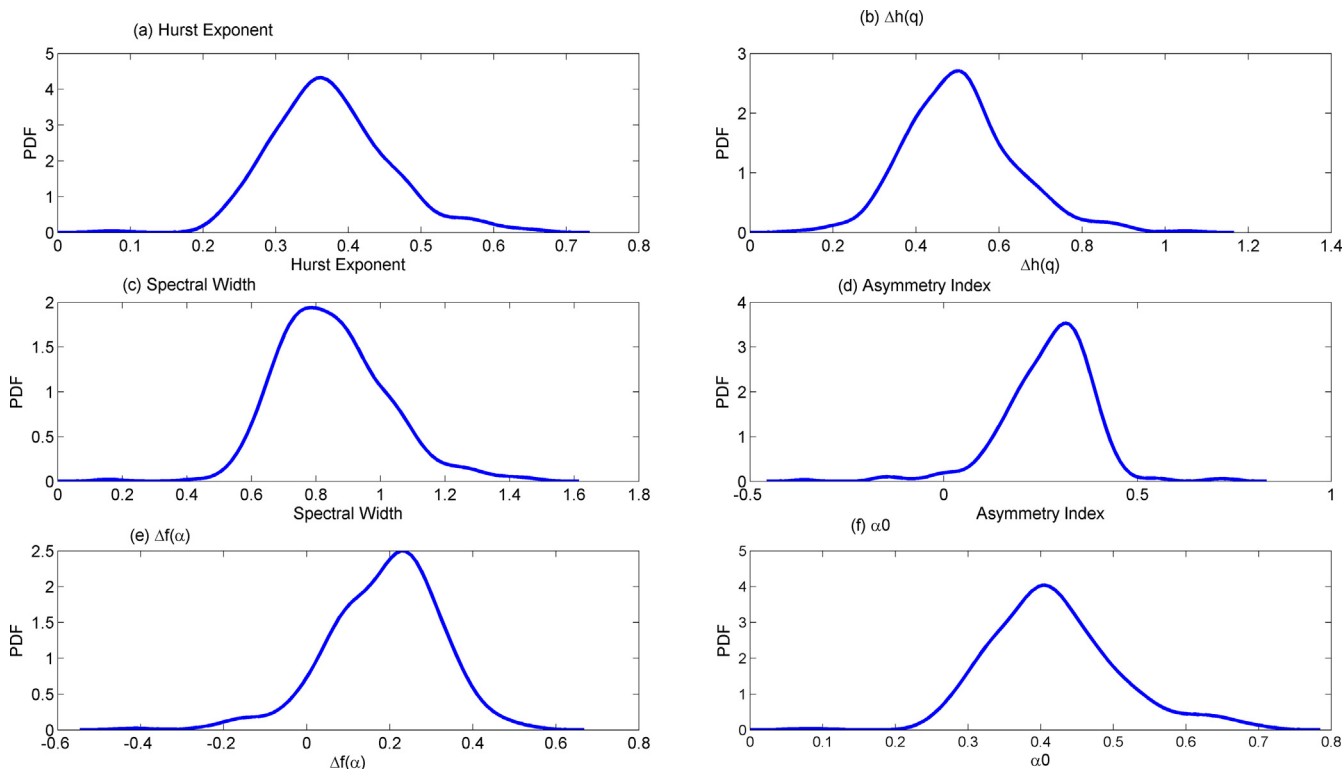 (a) Hurst Exponent
PDF
5
4
3
2
1
0
0 0.1 0.2 0.3 0.4 0.5 0.6 0.7 0.8
Hurst Exponent
(b) Δh(q)
PDF
3
2
1
0
0 0.2 0.4 0.6 0.8 1 1.2 1.4
Δh(q)
(c) Spectral Width
PDF
2
1.5
1
0.5
0
0 0.2 0.4 0.6 0.8 1 1.2 1.4 1.6 1.8
Spectral Width
(d) Asymmetry Index
PDF
4
3
2
1
0
-0.5 0 0.5 1
Asymmetry Index
(e) Δf(α)
PDF
2.5
2
1.5
1
0.5
0
-0.6 -0.4 -0.2 0 0.2 0.4 0.6 0.8
Δf(α)
(f) α0
PDF
5
4
3
2
1
0
0 0.1 0.2 0.3 0.4 0.5 0.6 0.7 0.8
α0